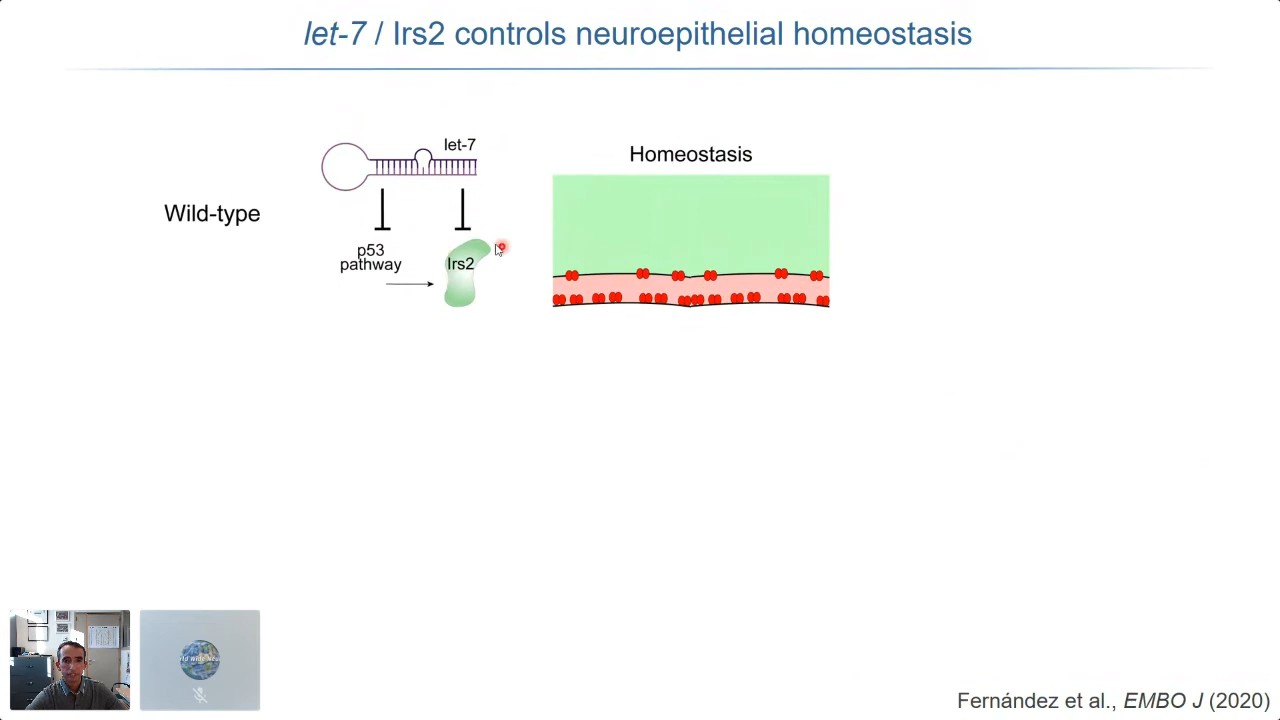 let-7 / Irs2 controls neuroepithelial homeostasis
let-7
Homeostasis
Wild-type
p53
pathway
Irs2
Fernández et al., EMBO J (2020)